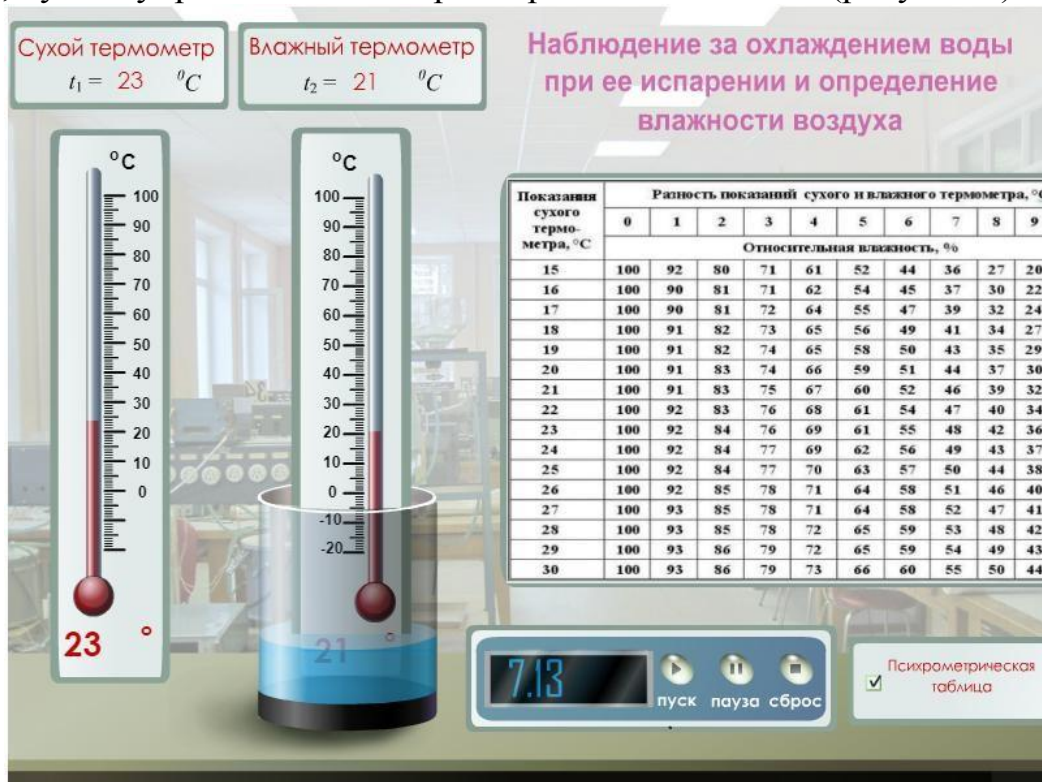 Сухой термометр
t₁ = 23 ⁰C
Влажный термометр
t₂ = 21 ⁰C
Наблюдение за охлаждением воды
при ее испарении и определение
влажности воздуха
°C
100
90
80
70
60
50
40
30
20
10
0
23 °
°C
100
90
80
70
60
50
40
30
20
10
0
-10
-20
21 °
Показания сухого термо-метра, °C
Разность показаний сухого и влажного термометра, °C
0 1 2 3 4 5 6 7 8 9
Относительная влажность, %
15 100 92 80 71 61 52 44 36 27 20
16 100 90 81 71 62 54 45 37 30 22
17 100 90 81 72 64 55 47 39 32 24
18 100 91 82 73 65 56 49 41 34 27
19 100 91 82 74 65 58 50 43 35 29
20 100 91 83 74 66 59 51 44 37 30
21 100 91 83 75 67 60 52 46 39 32
22 100 92 83 76 68 61 54 47 40 34
23 100 92 84 76 69 61 55 48 42 36
24 100 92 84 77 69 62 56 49 43 37
25 100 92 84 77 70 63 57 50 44 38
26 100 92 85 78 71 64 58 51 46 40
27 100 93 85 78 71 64 58 52 47 41
28 100 93 85 78 72 65 59 53 48 42
29 100 93 86 79 72 65 59 54 49 43
30 100 93 86 79 73 66 60 55 50 44
7.13
пуск пауза сброс
Психрометрическая
таблица